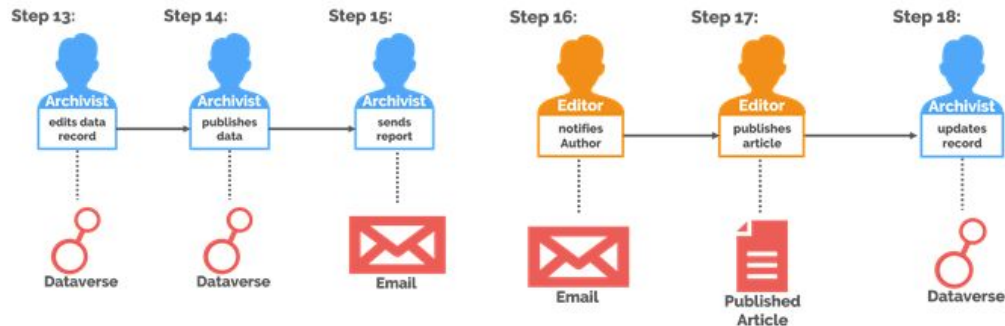 Step 13:
Step 14:
Step 15:
Step 16:
Step 17:
Step 18:
Archivist
Archivist
Archivist
Editor
Editor
Archivist
edits data
record
publishes
data
sends
report
notifies
Author
publishes
article
updates
record
Dataverse
Dataverse
Email
Email
Published
Article
Dataverse